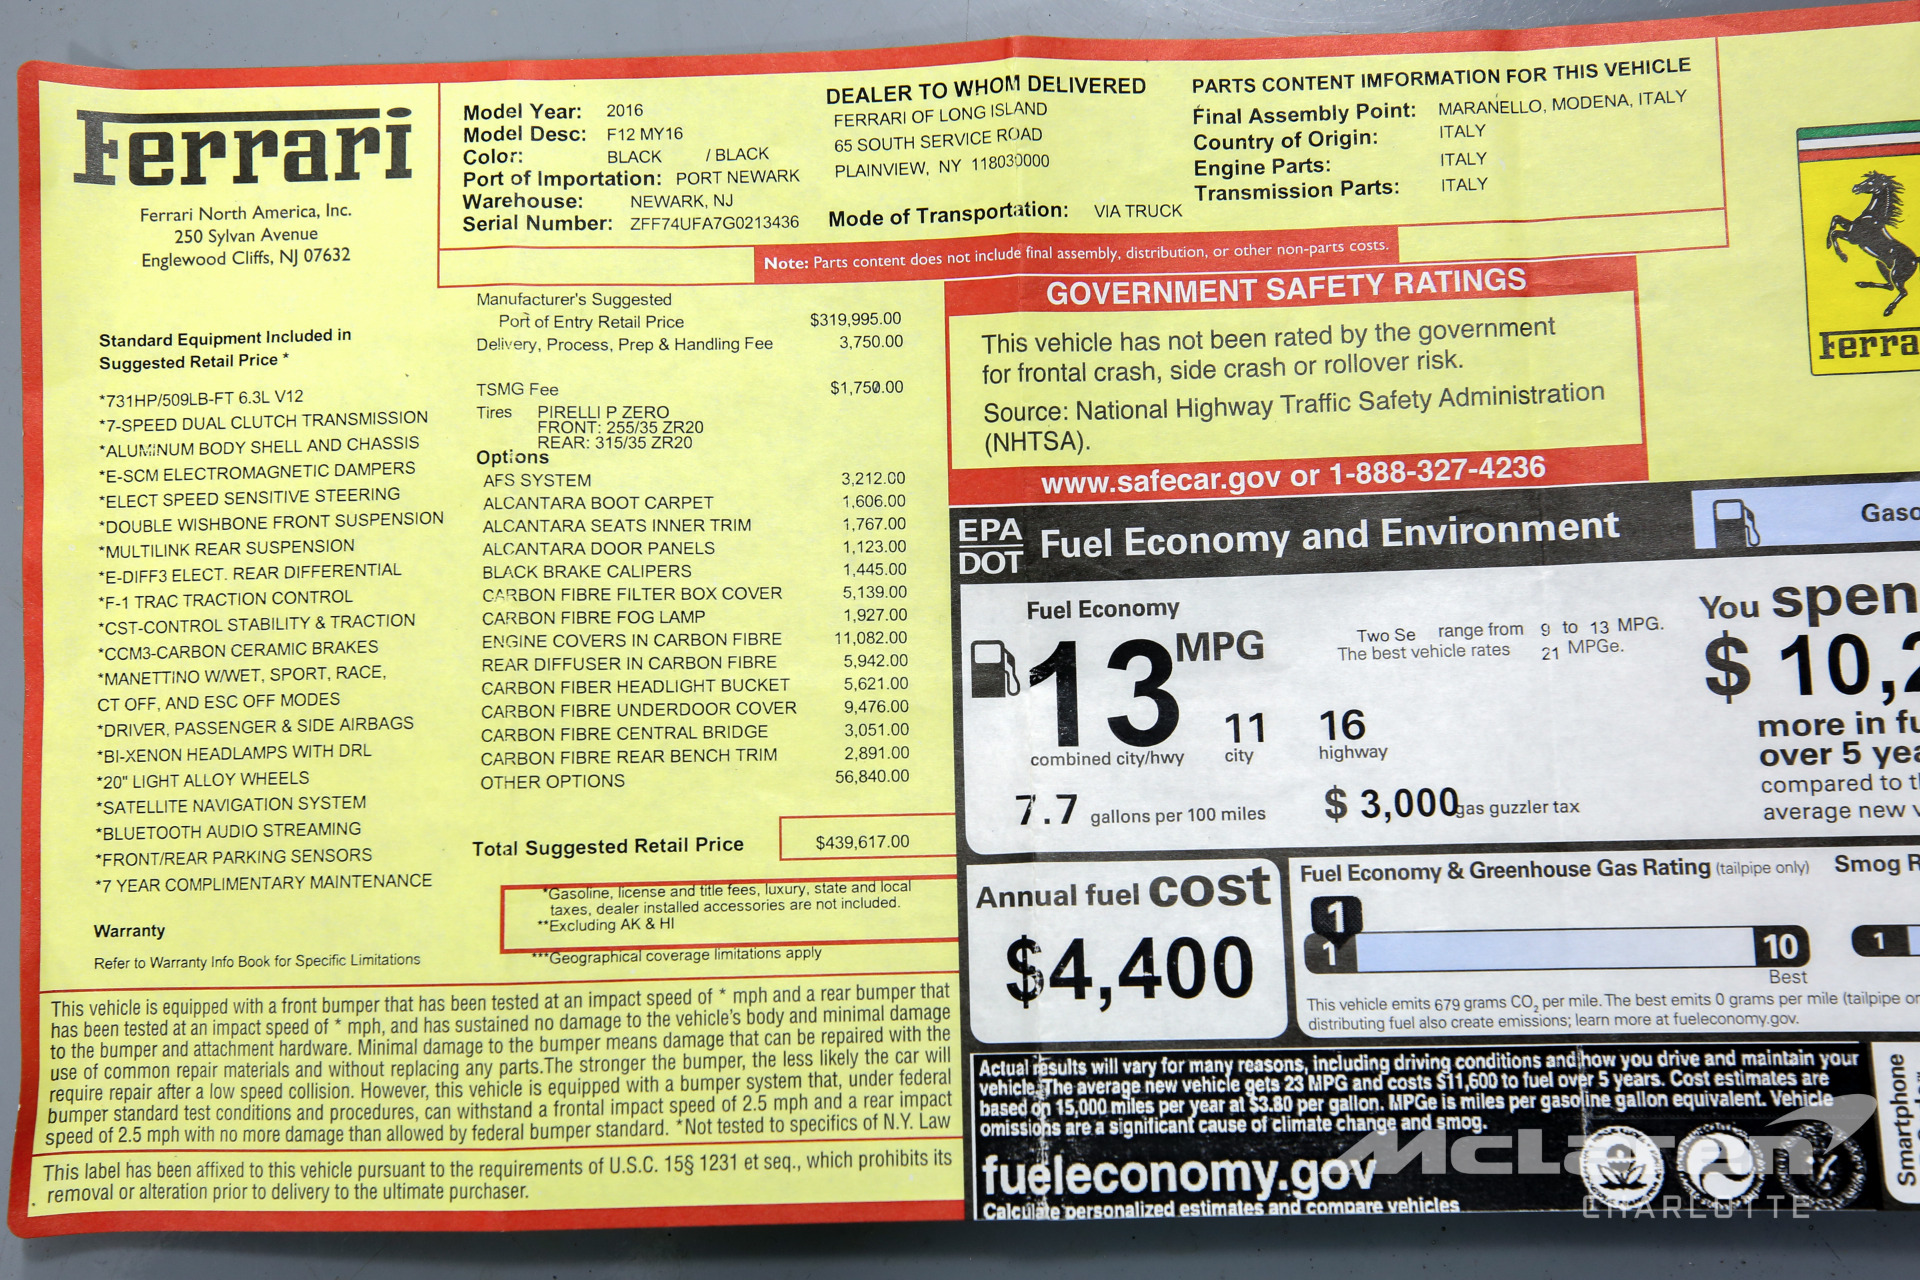 Ferrari
Ferrari North America, Inc.
250 Sylvan Avenue
Englewood Cliffs, NJ 07632
Model Year: 2016
Model Desc: F12 MY16
Color: BLACK / BLACK
Port of Importation: PORT NEWARK
Warehouse: NEWARK, NJ
Serial Number: ZFF74UFA7G0213436
DEALER TO WHOM DELIVERED
FERRARI OF LONG ISLAND
65 SOUTH SERVICE ROAD
PLAINVIEW, NY 118030000
Mode of Transportation: VIA TRUCK
PARTS CONTENT IMFORMATION FOR THIS VEHICLE
Final Assembly Point: MARANELLO, MODENA, ITALY
Country of Origin: ITALY
Engine Parts: ITALY
Transmission Parts: ITALY
Note: Parts content does not include final assembly, distribution, or other non-parts costs.
Standard Equipment Included in
Suggested Retail Price *
*731HP/509LB-FT 6.3L V12
*7-SPEED DUAL CLUTCH TRANSMISSION
*ALUMINUM BODY SHELL AND CHASSIS
*E-SCM ELECTROMAGNETIC DAMPERS
*ELECT SPEED SENSITIVE STEERING
*DOUBLE WISHBONE FRONT SUSPENSION
*MULTILINK REAR SUSPENSION
*E-DIFF3 ELECT. REAR DIFFERENTIAL
*F-1 TRAC TRACTION CONTROL
*CST-CONTROL STABILITY & TRACTION
*CCM3-CARBON CERAMIC BRAKES
*MANETTINO W/WET, SPORT, RACE,
CT OFF, AND ESC OFF MODES
*DRIVER, PASSENGER & SIDE AIRBAGS
*BI-XENON HEADLAMPS WITH DRL
*20" LIGHT ALLOY WHEELS
*SATELLITE NAVIGATION SYSTEM
*BLUETOOTH AUDIO STREAMING
*FRONT/REAR PARKING SENSORS
*7 YEAR COMPLIMENTARY MAINTENANCE
Warranty
Refer to Warranty Info Book for Specific Limitations
Manufacturer's Suggested
Port of Entry Retail Price $319,995.00
Delivery, Process, Prep & Handling Fee 3,750.00
TSMG Fee $1,750.00
Tires PIRELLI P ZERO
FRONT: 255/35 ZR20
REAR: 315/35 ZR20
Options
AFS SYSTEM 3,212.00
ALCANTARA BOOT CARPET 1,606.00
ALCANTARA SEATS INNER TRIM 1,767.00
ALCANTARA DOOR PANELS 1,123.00
BLACK BRAKE CALIPERS 1,445.00
CARBON FIBRE FILTER BOX COVER 5,139.00
CARBON FIBRE FOG LAMP 1,927.00
ENGINE COVERS IN CARBON FIBRE 11,082.00
REAR DIFFUSER IN CARBON FIBRE 5,942.00
CARBON FIBER HEADLIGHT BUCKET 5,621.00
CARBON FIBRE UNDERDOOR COVER 9,476.00
CARBON FIBRE CENTRAL BRIDGE 3,051.00
CARBON FIBRE REAR BENCH TRIM 2,891.00
OTHER OPTIONS 56,840.00
Total Suggested Retail Price $439,617.00
*Gasoline, license and title fees, luxury, state and local
taxes, dealer installed accessories are not included.
**Excluding AK & HI
***Geographical coverage limitations apply
This vehicle is equipped with a front bumper that has been tested at an impact speed of * mph and a rear bumper that
has been tested at an impact speed of * mph, and has sustained no damage to the vehicle's body and minimal damage
to the bumper and attachment hardware. Minimal damage to the bumper means damage that can be repaired with the
use of common repair materials and without replacing any parts.The stronger the bumper, the less likely the car will
require repair after a low speed collision. However, this vehicle is equipped with a bumper system that, under federal
bumper standard test conditions and procedures, can withstand a frontal impact speed of 2.5 mph and a rear impact
speed of 2.5 mph with no more damage than allowed by federal bumper standard. *Not tested to specifics of N.Y. Law
This label has been affixed to this vehicle pursuant to the requirements of U.S.C. 15§ 1231 et seq., which prohibits its
removal or alteration prior to delivery to the ultimate purchaser.
GOVERNMENT SAFETY RATINGS
This vehicle has not been rated by the government
for frontal crash, side crash or rollover risk.
Source: National Highway Traffic Safety Administration
(NHTSA).
www.safecar.gov or 1-888-327-4236
Ferra
EPA
DOT
Fuel Economy and Environment
Gaso
Fuel Economy
13 MPG
combined city/hwy
11
city
16
highway
Two Se range from 9 to 13 MPG.
The best vehicle rates 21 MPGe.
7.7 gallons per 100 miles
$ 3,000 gas guzzler tax
You spen
$ 10,2
more in fu
over 5 yea
compared to t
average new v
Annual fuel cost
$4,400
Fuel Economy & Greenhouse Gas Rating (tailpipe only)
Smog R
1
1
10
Best
1
This vehicle emits 679 grams CO2 per mile. The best emits 0 grams per mile (tailpipe or
distributing fuel also create emissions; learn more at fueleconomy.gov.
Actual results will vary for many reasons, including driving conditions and how you drive and maintain your
vehicle. The average new vehicle gets 23 MPG and costs $11,600 to fuel over 5 years. Cost estimates are
based on 15,000 miles per year at $3.80 per gallon. MPGe is miles per gasoline gallon equivalent. Vehicle
omissions are a significant cause of climate change and smog.
fueleconomy.gov
Calculate personalized estimates and compare vehicles
Smartphone
McLaren
CHARLOTTE